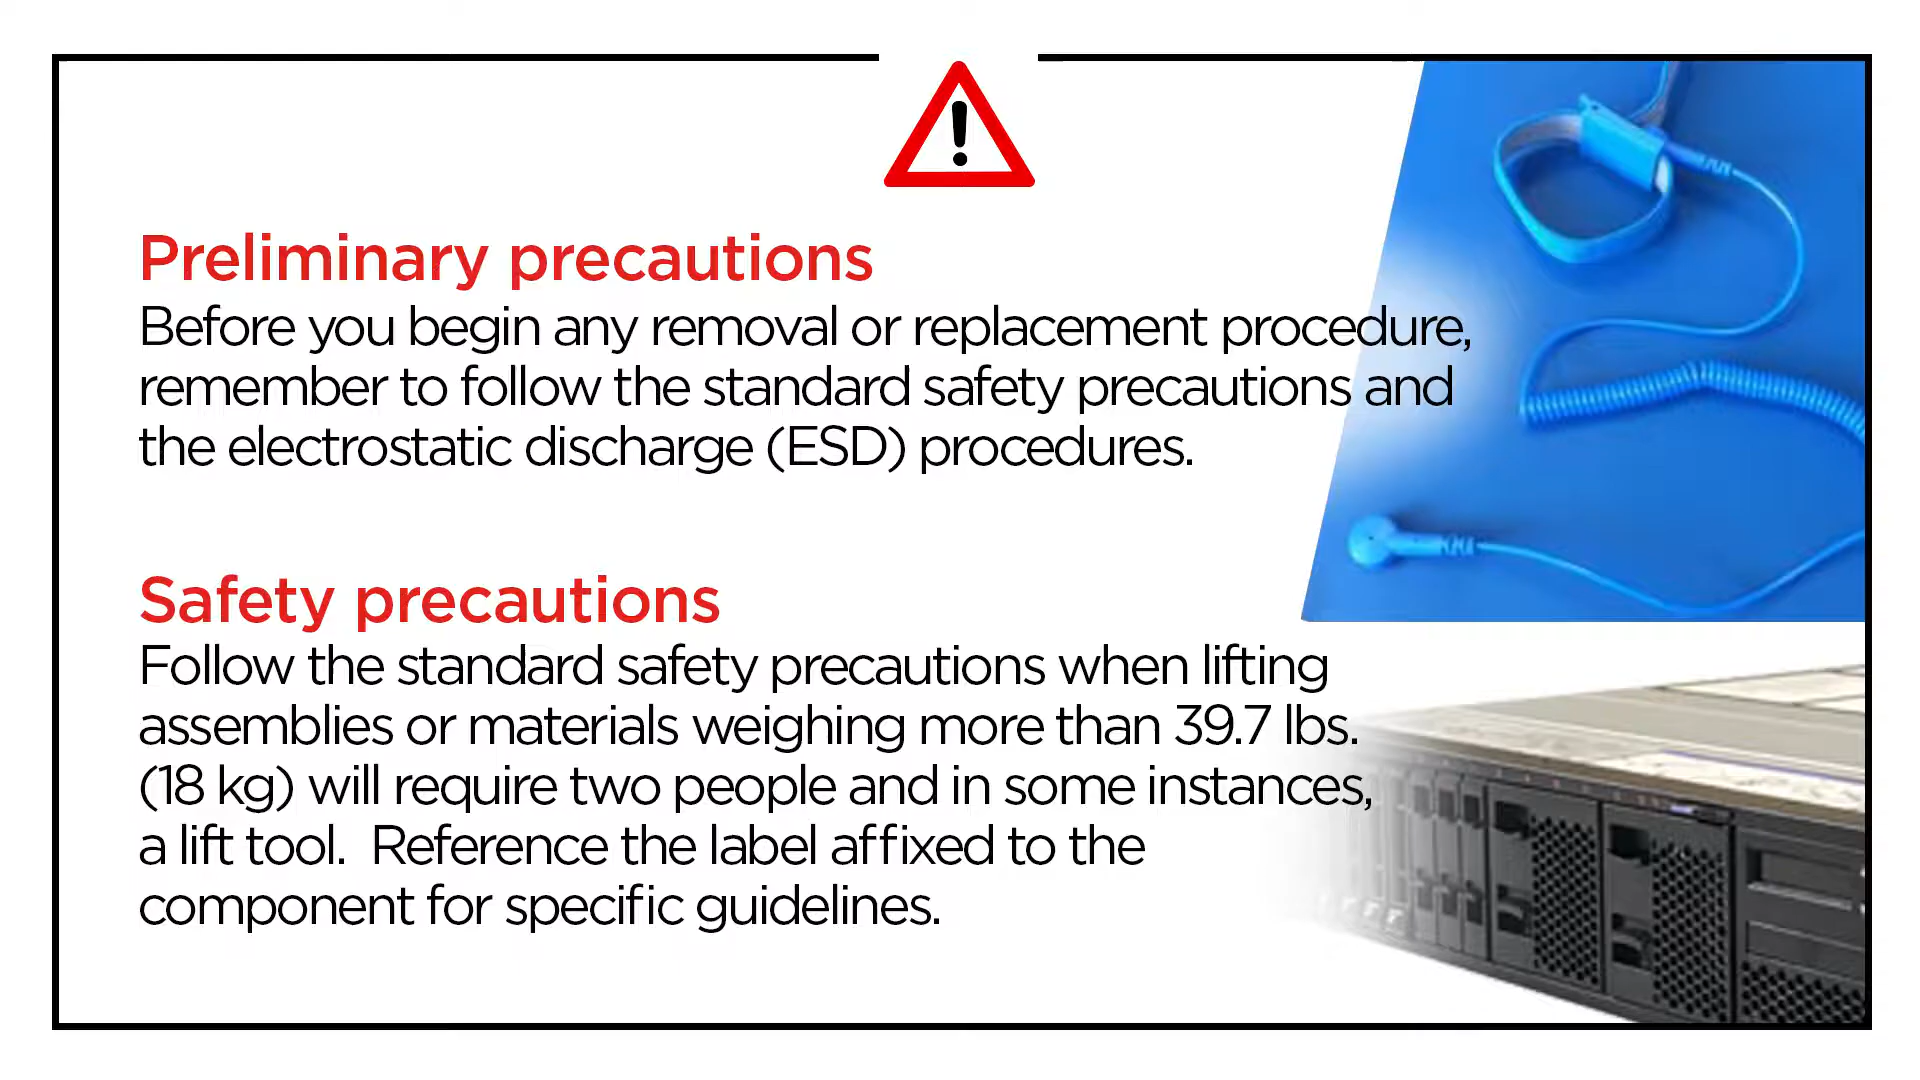 Preliminary precautions
Before you begin any removal or replacement procedure,
remember to follow the standard safety precautions and
the electrostatic discharge (ESD) procedures.
Safety precautions
Follow the standard safety precautions when lifting
assemblies or materials weighing more than 39.7 lbs.
(18 kg) will require two people and in some instances,
a lift tool.  Reference the label affixed to the
component for specific guidelines.